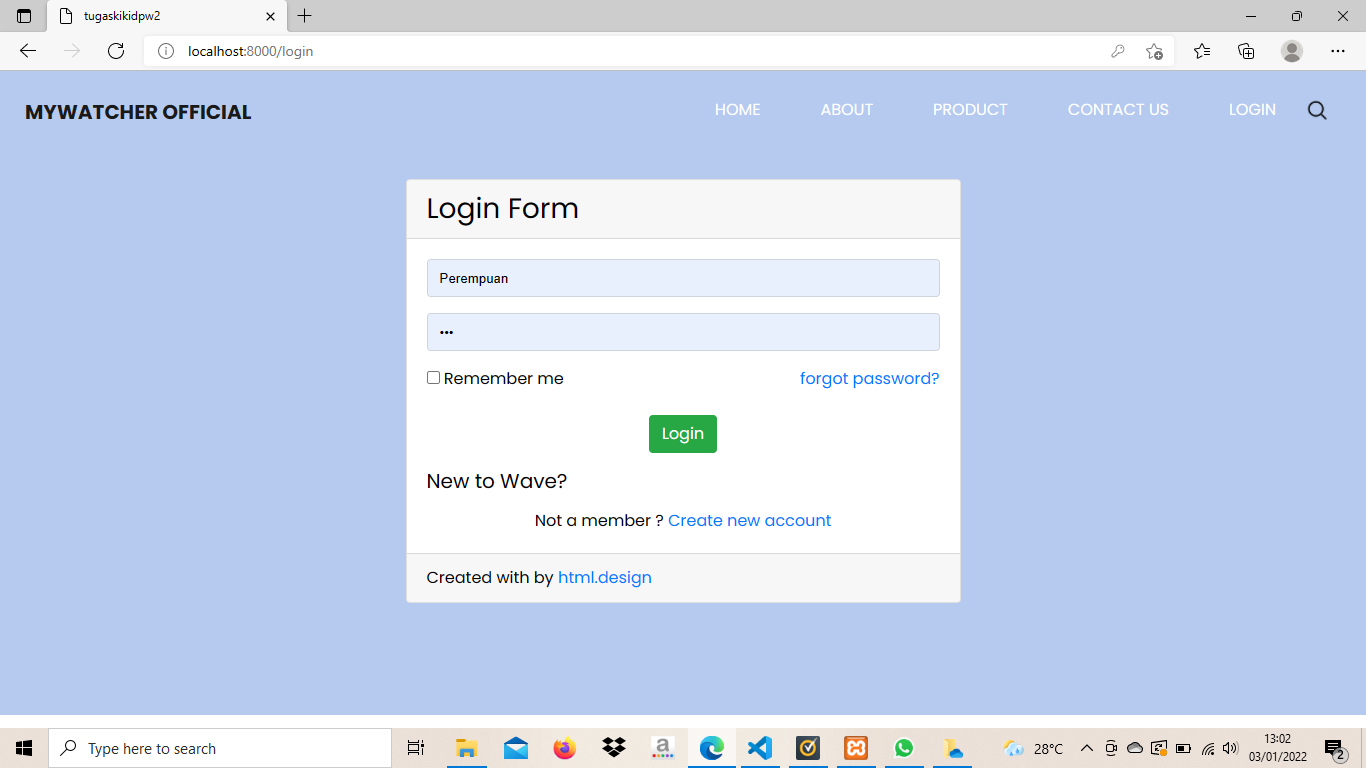 tugaskikidpw2
localhost:8000/login
MYWATCHER OFFICIAL
HOME ABOUT PRODUCT CONTACT US LOGIN
Login Form
Perempuan
•••
Remember me forgot password?
Login
New to Wave?
Not a member ? Create new account
Created with by html.design
Type here to search
a
28°C
13:02
03/01/2022
2